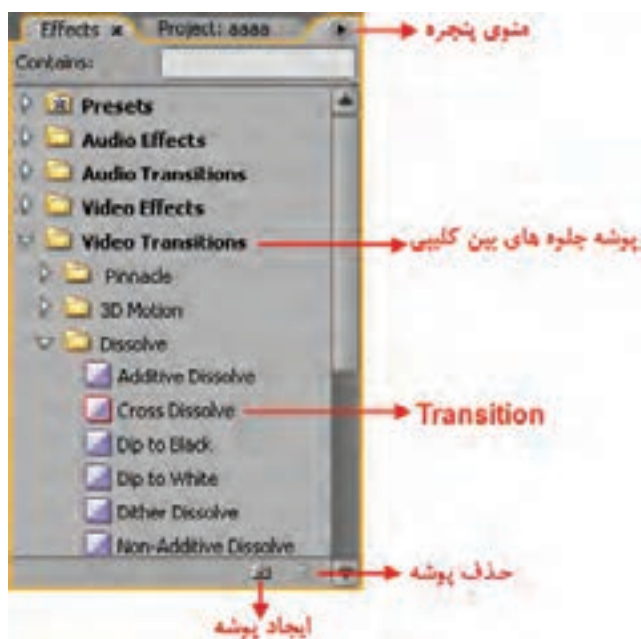 Effects × Project: aaaa
منوی پنجره
Contains:
Presets
Audio Effects
Audio Transitions
Video Effects
Video Transitions
پوشه جلوه های بین کلیپی
Pinnacle
3D Motion
Dissolve
Additive Dissolve
Cross Dissolve
Transition
Dip to Black
Dip to White
Dither Dissolve
Non-Additive Dissolve
حذف پوشه
ایجاد پوشه